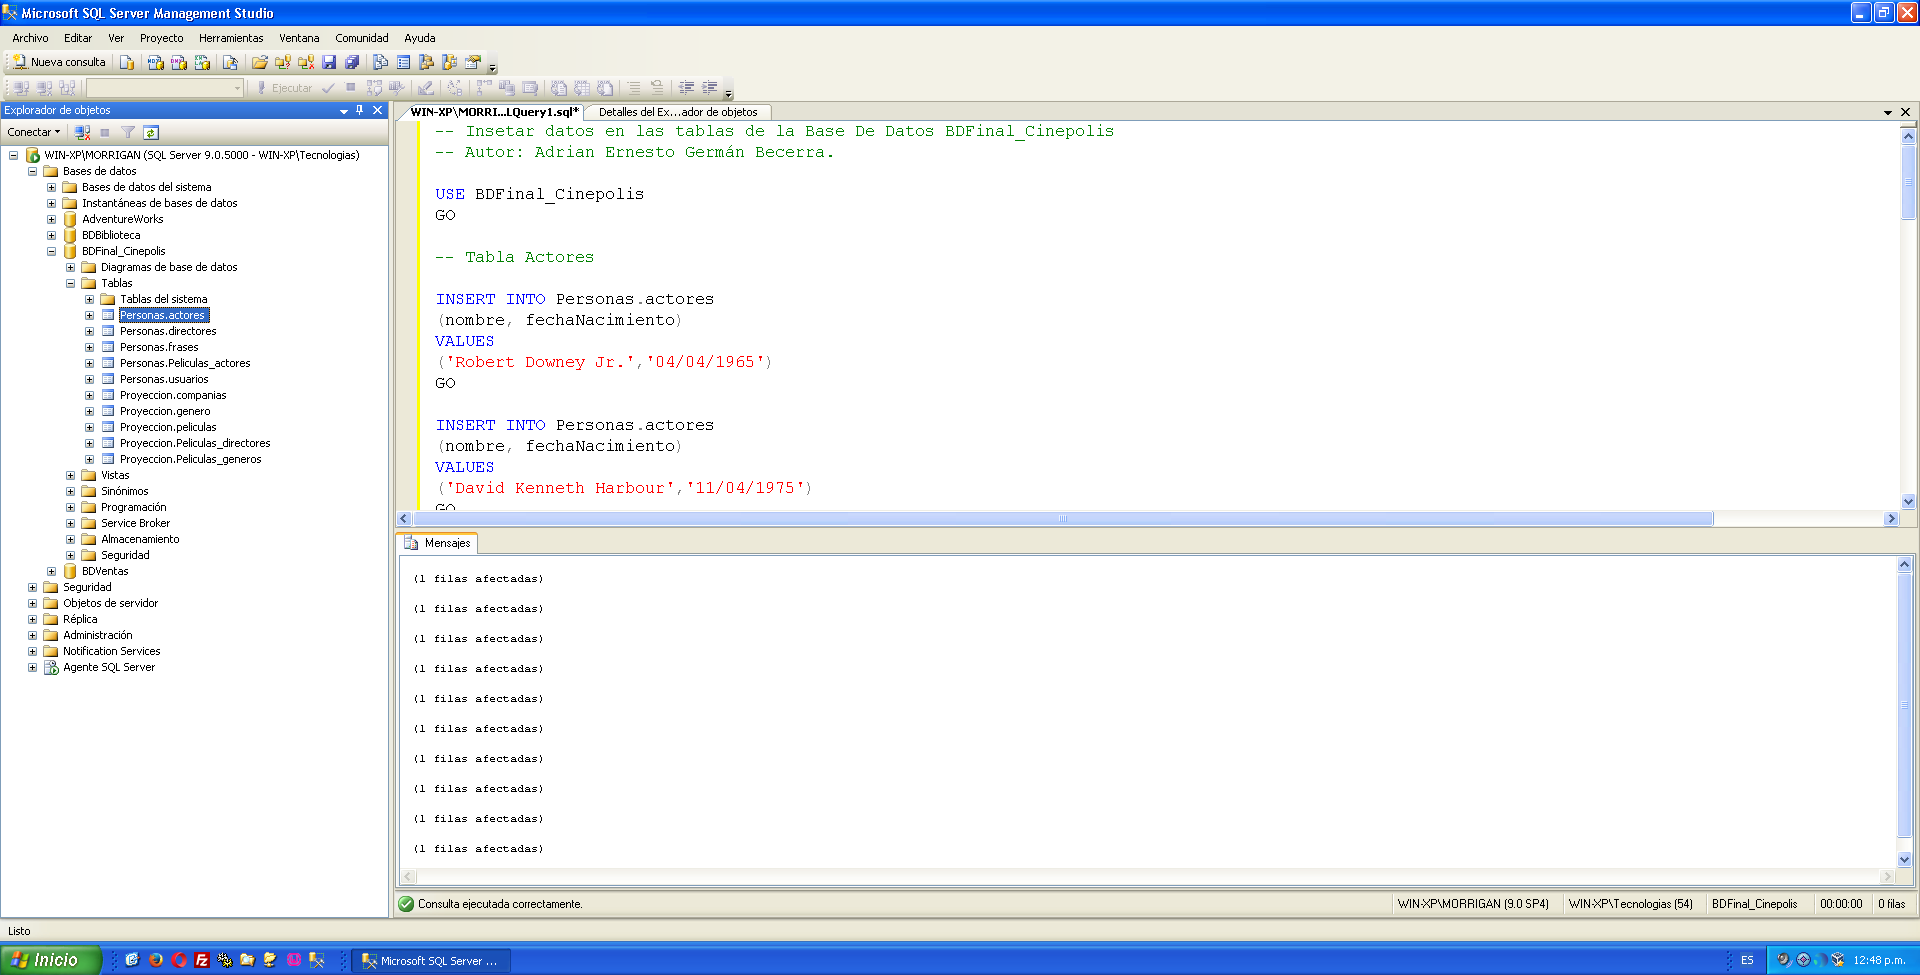 Microsoft SQL Server Management Studio
Archivo Editar Ver Proyecto Herramientas Ventana Comunidad Ayuda
Nueva consulta
Ejecutar
Explorador de objetos
WIN-XP\MORRI...LQuery1.sql* Detalles del Ex...ador de objetos
Conectar
WIN-XP\MORRIGAN (SQL Server 9.0.5000 - WIN-XP\Tecnologias)
Bases de datos
Bases de datos del sistema
Instantáneas de bases de datos
AdventureWorks
BDBiblioteca
BDFinal_Cinepolis
Diagramas de base de datos
Tablas
Tablas del sistema
Personas.actores
Personas.directores
Personas.frases
Personas.Peliculas_actores
Personas.usuarios
Proyeccion.companias
Proyeccion.genero
Proyeccion.peliculas
Proyeccion.Peliculas_directores
Proyeccion.Peliculas_generos
Vistas
Sinónimos
Programación
Service Broker
Almacenamiento
Seguridad
BDVentas
Seguridad
Objetos de servidor
Réplica
Administración
Notification Services
Agente SQL Server
-- Insetar datos en las tablas de la Base De Datos BDFinal_Cinepolis
-- Autor: Adrian Ernesto Germán Becerra.
USE BDFinal_Cinepolis
GO
-- Tabla Actores
INSERT INTO Personas.actores
(nombre, fechaNacimiento)
VALUES
('Robert Downey Jr.','04/04/1965')
GO
INSERT INTO Personas.actores
(nombre, fechaNacimiento)
VALUES
('David Kenneth Harbour','11/04/1975')
GO
Mensajes
(1 filas afectadas)
(1 filas afectadas)
(1 filas afectadas)
(1 filas afectadas)
(1 filas afectadas)
(1 filas afectadas)
(1 filas afectadas)
(1 filas afectadas)
(1 filas afectadas)
(1 filas afectadas)
Consulta ejecutada correctamente. WIN-XP\MORRIGAN (9.0 SP4) WIN-XP\Tecnologias (54) BDFinal_Cinepolis 00:00:00 0 filas
Listo
Inicio Microsoft SQL Server ... ES 12:48 p.m.